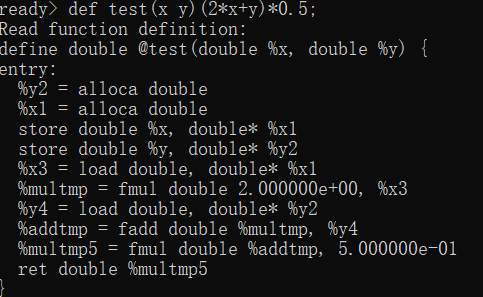 ready> def test(x y)(2*x+y)*0.5;
Read function definition:
define double @test(double %x, double %y) {
entry:
  %y2 = alloca double
  %x1 = alloca double
  store double %x, double* %x1
  store double %y, double* %y2
  %x3 = load double, double* %x1
  %multmp = fmul double 2.000000e+00, %x3
  %y4 = load double, double* %y2
  %addtmp = fadd double %multmp, %y4
  %multmp5 = fmul double %addtmp, 5.000000e-01
  ret double %multmp5
}